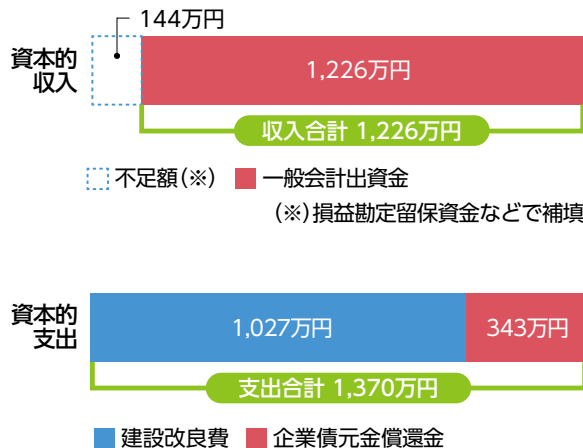 144万円
資本的
収入
1,226万円
収入合計 1,226万円
不足額(※) 一般会計出資金
(※)損益勘定留保資金などで補填
資本的
支出
1,027万円 343万円
支出合計 1,370万円
建設改良費 企業債元金償還金